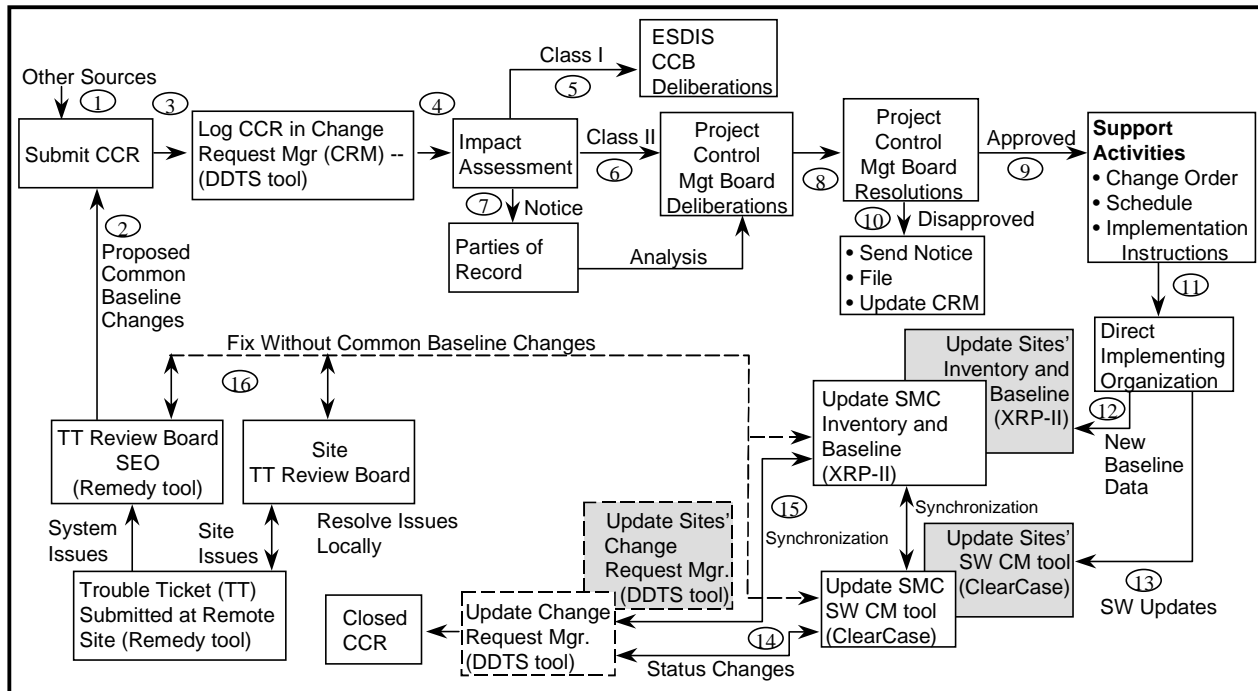 Other Sources
1
Submit CCR
3
Log CCR in Change
Request Mgr (CRM) --
(DDTS tool)
4
Impact
Assessment
Class I
5
ESDIS
CCB
Deliberations
Class II
6
Project
Control
Mgt Board
Deliberations
7
Notice
Parties of
Record
Analysis
8
Project
Control
Mgt Board
Resolutions
Approved
9
10
Disapproved
• Send Notice
• File
• Update CRM
Support
Activities
• Change Order
• Schedule
• Implementation
Instructions
11
Direct
Implementing
Organization
2
Proposed
Common
Baseline
Changes
Fix Without Common Baseline Changes
16
TT Review Board
SEO
(Remedy tool)
Site
TT Review Board
System
Issues
Site
Issues
Resolve Issues
Locally
Trouble Ticket (TT)
Submitted at Remote
Site (Remedy tool)
Update Sites'
Inventory and
Baseline
(XRP-II)
Update SMC
Inventory and
Baseline
(XRP-II)
12
New
Baseline
Data
15
Synchronization
Synchronization
Update Sites'
Change
Request Mgr.
(DDTS tool)
Update Change
Request Mgr.
(DDTS tool)
Closed
CCR
14
Status Changes
Update Sites'
SW CM tool
(ClearCase)
Update SMC
SW CM tool
(ClearCase)
13
SW Updates